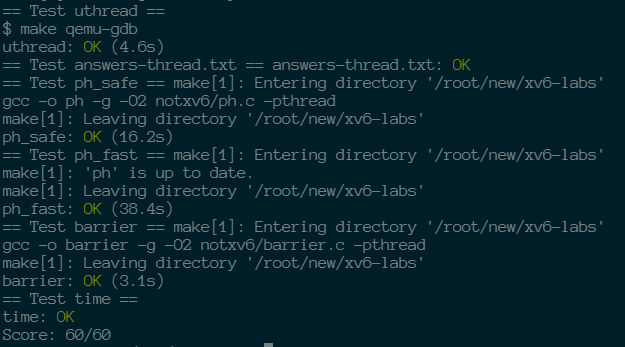 == Test uthread ==
$ make qemu-gdb
uthread: OK (4.6s)
== Test answers-thread.txt == answers-thread.txt: OK
== Test ph_safe == make[1]: Entering directory '/root/new/xv6-labs'
gcc -o ph -g -O2 notxv6/ph.c -pthread
make[1]: Leaving directory '/root/new/xv6-labs'
ph_safe: OK (16.2s)
== Test ph_fast == make[1]: Entering directory '/root/new/xv6-labs'
make[1]: 'ph' is up to date.
make[1]: Leaving directory '/root/new/xv6-labs'
ph_fast: OK (38.4s)
== Test barrier == make[1]: Entering directory '/root/new/xv6-labs'
gcc -o barrier -g -O2 notxv6/barrier.c -pthread
make[1]: Leaving directory '/root/new/xv6-labs'
barrier: OK (3.1s)
== Test time ==
time: OK
Score: 60/60